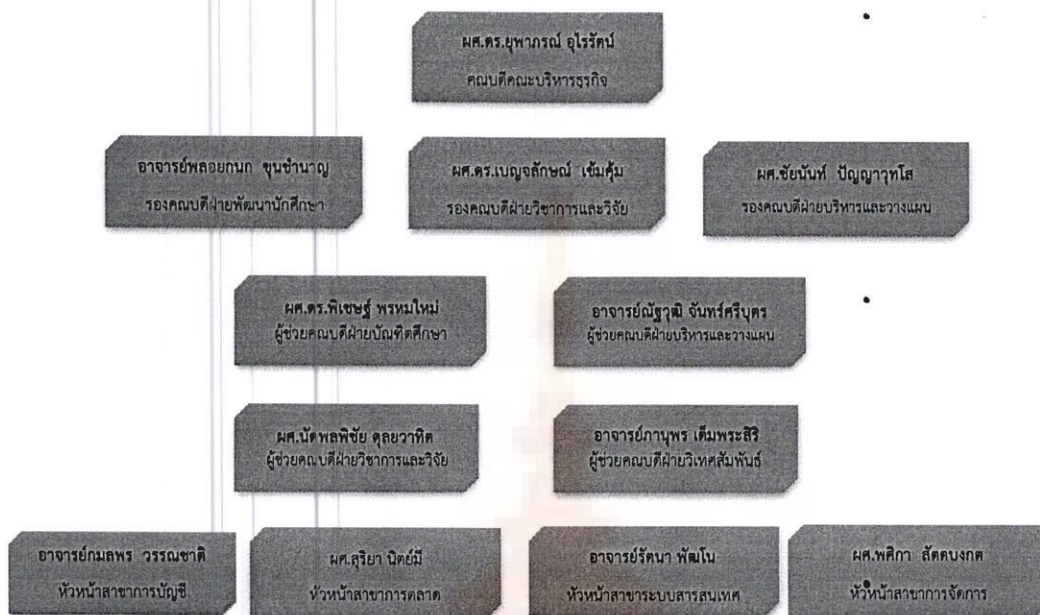 ผศ.ดร.ยุพาภรณ์ อุไรรัตน์
คณบดีคณะบริหารธุรกิจ
อาจารย์พลอยกนก ขุนชำนาญ
รองคณบดีฝ่ายพัฒนานักศึกษา
ผศ.ดร.เบญจลักษณ์ เข้มคุ้ม
รองคณบดีฝ่ายวิชาการและวิจัย
ผศ.ชัยนันท์ ปัญญาวุทโส
รองคณบดีฝ่ายบริหารและวางแผน
ผศ.ดร.พิเชษฐ์ พรหมใหม่
ผู้ช่วยคณบดีฝ่ายบัณฑิตศึกษา
อาจารย์ณัฐวุฒิ จันทร์ศรีบุตร
ผู้ช่วยคณบดีฝ่ายบริหารและวางแผน
ผศ.นัดพลพิชัย ดุลยวาทิต
ผู้ช่วยคณบดีฝ่ายวิชาการและวิจัย
อาจารย์ภานุพร เต็มพระสิริ
ผู้ช่วยคณบดีฝ่ายวิเทศสัมพันธ์
อาจารย์กมลพร วรรณชาติ
หัวหน้าสาขาการบัญชี
ผศ.สุริยา นิตย์มี
หัวหน้าสาขาการตลาด
อาจารย์รัตนา พัฒโน
หัวหน้าสาขาระบบสารสนเทศ
ผศ.พศิกา สัตตบงกต
หัวหน้าสาขาการจัดการ